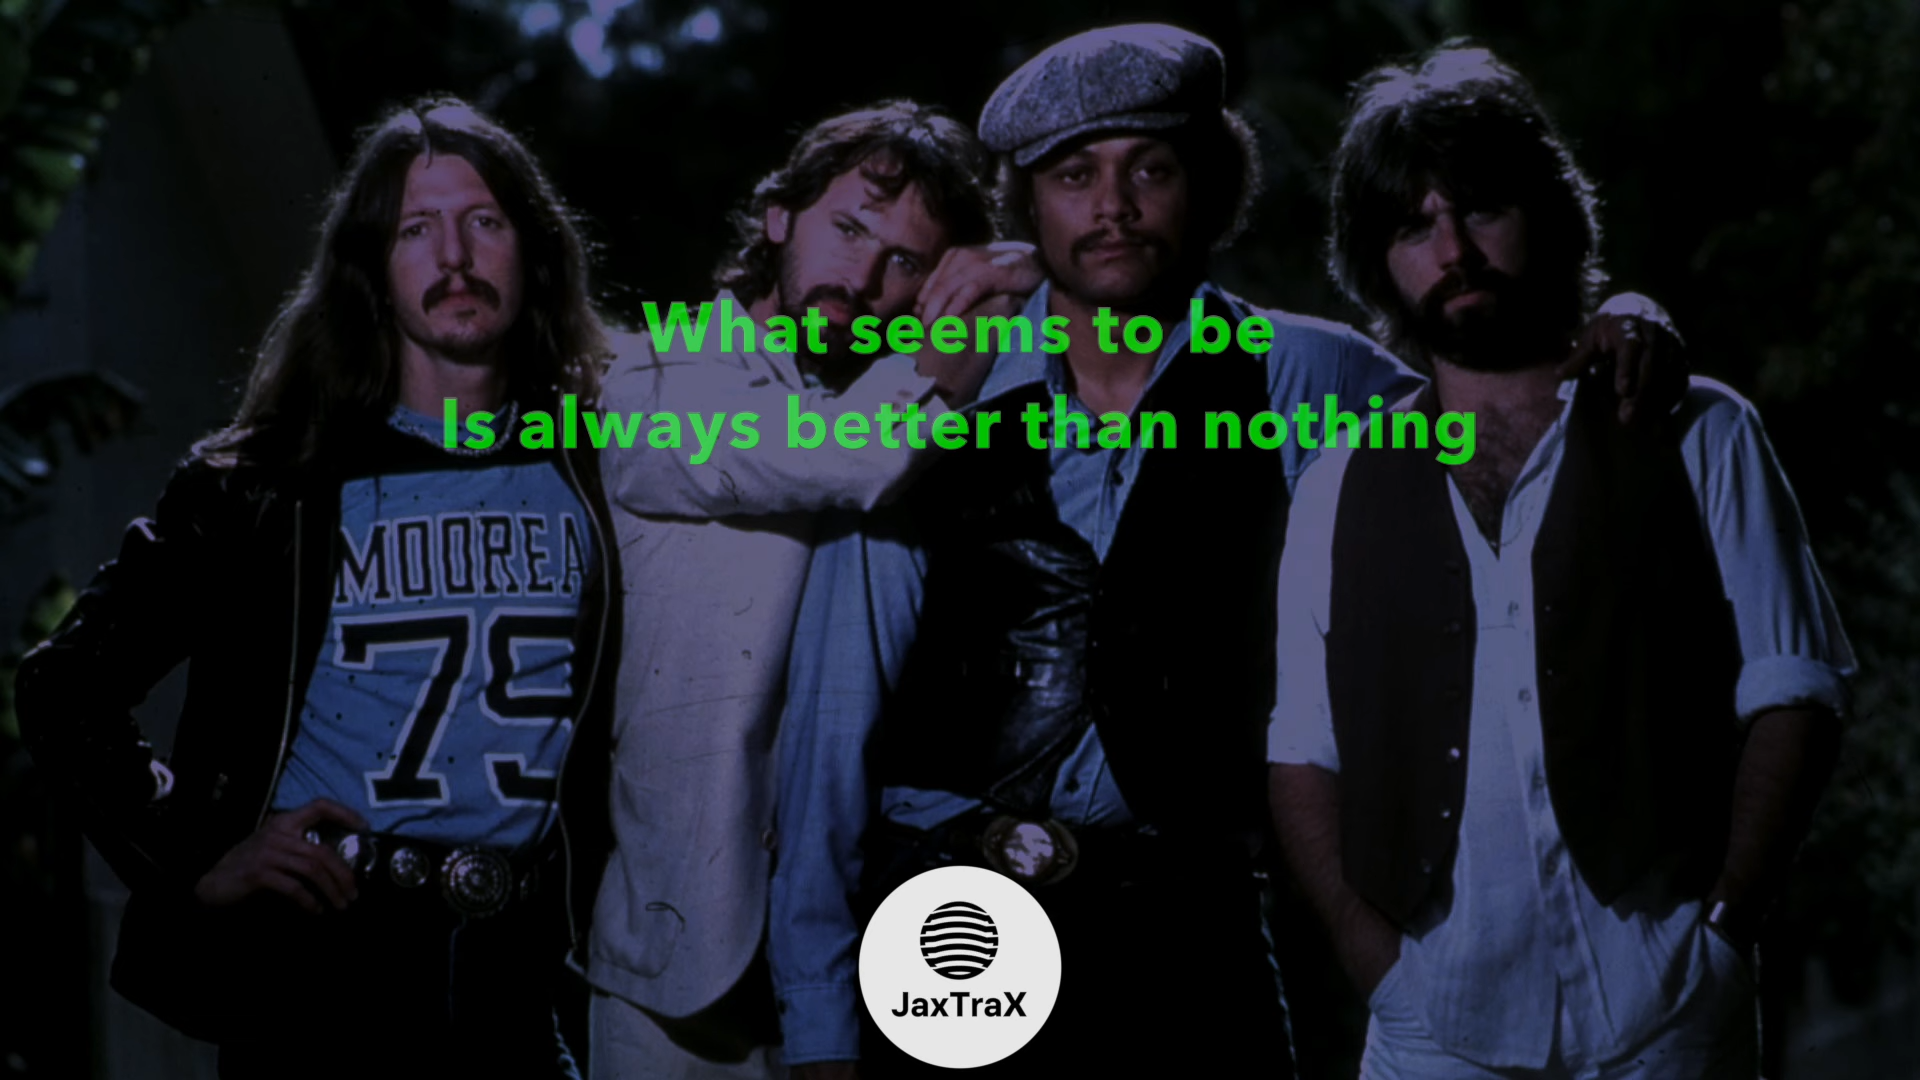 What seems to be
Is always better than nothing
MOOREA
79
JaxTraX